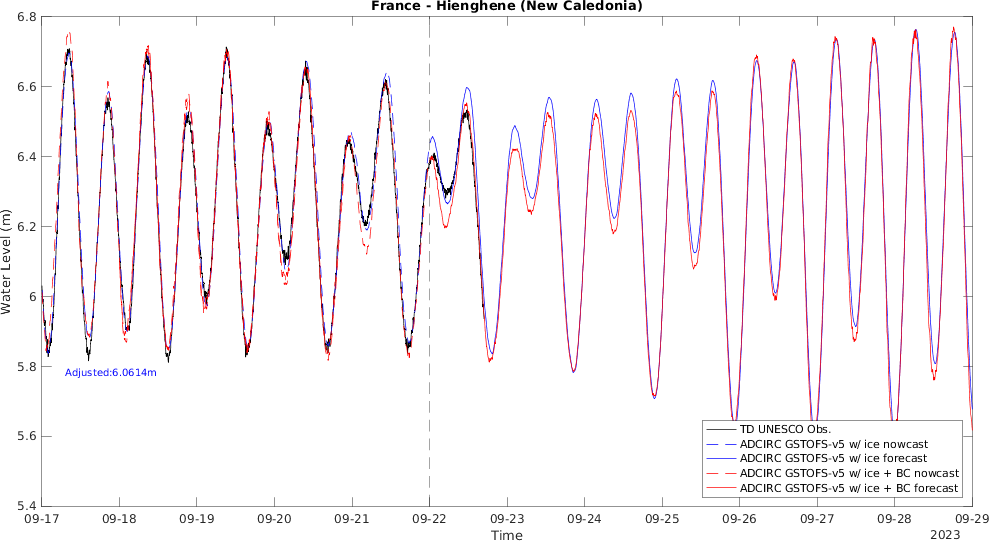 France - Hienghene (New Caledonia)
6.8
6.6
6.4
6.2
6
5.8
5.6
5.4
Water Level (m)
Adjusted:6.0614m
TD UNESCO Obs.
ADCIRC GSTOFS-v5 w/ ice nowcast
ADCIRC GSTOFS-v5 w/ ice forecast
ADCIRC GSTOFS-v5 w/ ice + BC nowcast
ADCIRC GSTOFS-v5 w/ ice + BC forecast
09-17 09-18 09-19 09-20 09-21 09-22 09-23 09-24 09-25 09-26 09-27 09-28 09-29
Time
2023